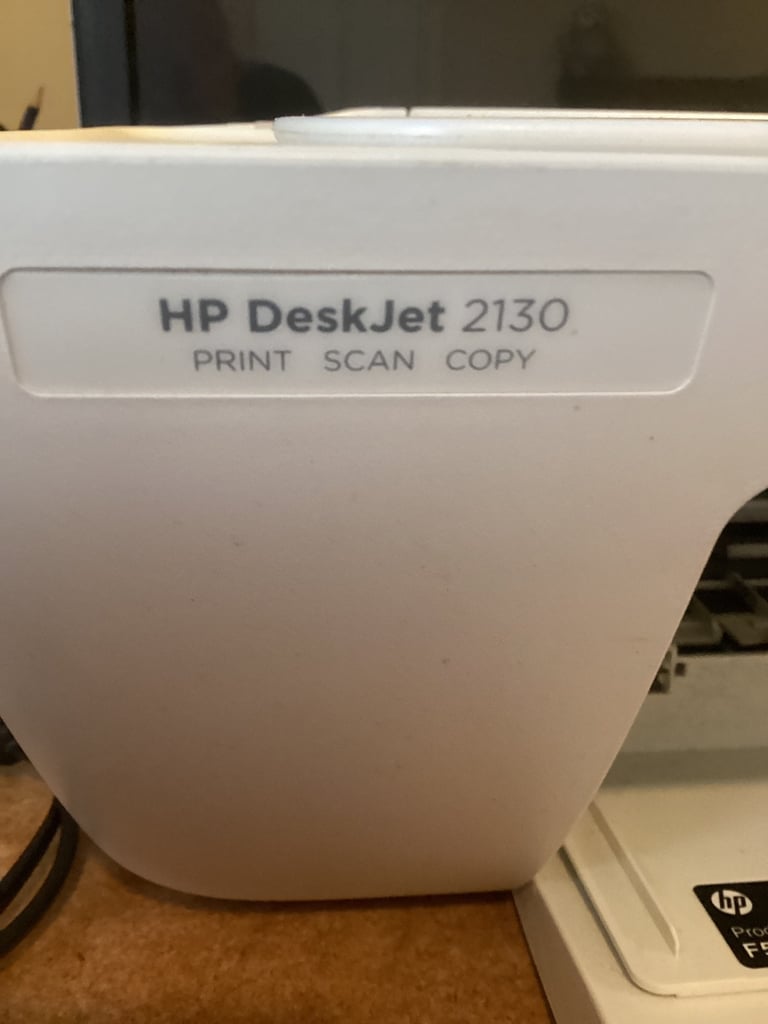 HP DeskJet 2130
PRINT SCAN COPY
hp